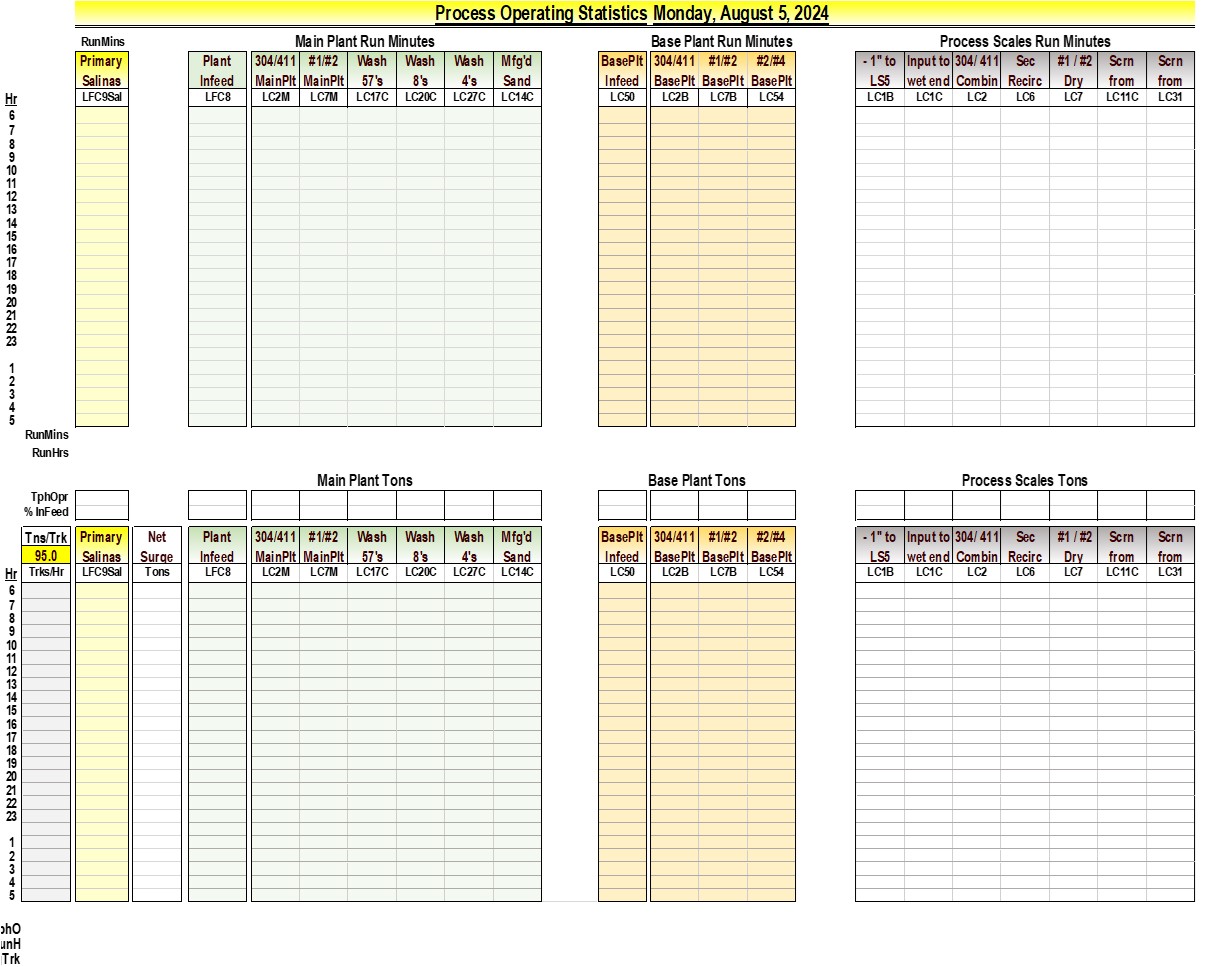 Process Operating Statistics Monday, August 5, 2024
RunMins Main Plant Run Minutes Base Plant Run Minutes Process Scales Run Minutes
Primary Plant 304/411 #1/#2 Wash Wash Wash Mfg'd BasePlt 304/411 #1/#2 #2/#4 - 1" to Input to 304/ 411 Sec #1 / #2 Scrn Scrn
Salinas Infeed MainPlt MainPlt 57's 8's 4's Sand Infeed BasePlt BasePlt BasePlt LS5 wet end Combin Recirc Dry from from
Hr LFC9Sal LFC8 LC2M LC7M LC17C LC20C LC27C LC14C LC50 LC2B LC7B LC54 LC1B LC1C LC2 LC6 LC7 LC11C LC31
6
7
8
9
10
11
12
13
14
15
16
17
18
19
20
21
22
23
1
2
3
4
5
RunMins
RunHrs
Main Plant Tons Base Plant Tons Process Scales Tons
TphOpr
% InFeed
Tns/Trk Primary Net Plant 304/411 #1/#2 Wash Wash Wash Mfg'd BasePlt 304/411 #1/#2 #2/#4 - 1" to Input to 304/ 411 Sec #1 / #2 Scrn Scrn
95.0 Salinas Surge Infeed MainPlt MainPlt 57's 8's 4's Sand Infeed BasePlt BasePlt BasePlt LS5 wet end Combin Recirc Dry from from
Hr Trks/Hr LFC9Sal Tons LFC8 LC2M LC7M LC17C LC20C LC27C LC14C LC50 LC2B LC7B LC54 LC1B LC1C LC2 LC6 LC7 LC11C LC31
6
7
8
9
10
11
12
13
14
15
16
17
18
19
20
21
22
23
1
2
3
4
5
phO
unH
Trk